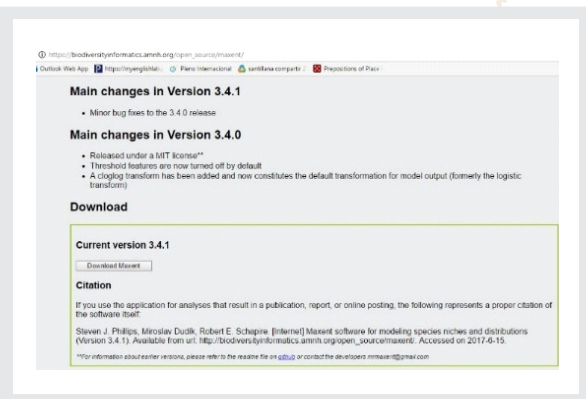 https://biodiversityinformatics.amnh.org/open_source/maxent/
Outlook Web App https://myenglishlab. Pleno Internacional santillana compartir Prepositions of Place
Main changes in Version 3.4.1
• Minor bug fixes to the 3.4.0 release
Main changes in Version 3.4.0
• Released under a MIT license**
• Threshold features are now turned off by default
• A cloglog transform has been added and now constitutes the default transformation for model output (formerly the logistic
transform)
Download
Current version 3.4.1
Download Maxent
Citation
If you use the application for analyses that result in a publication, report, or online posting, the following represents a proper citation of
the software itself:
Steven J. Phillips, Miroslav Dudík, Robert E. Schapire. [Internet] Maxent software for modeling species niches and distributions
(Version 3.4.1). Available from url: http://biodiversityinformatics.amnh.org/open_source/maxent/. Accessed on 2017-6-15.
**For information about earlier versions, please refer to the readme file on github or contact the developers mrmaxent@gmail.com